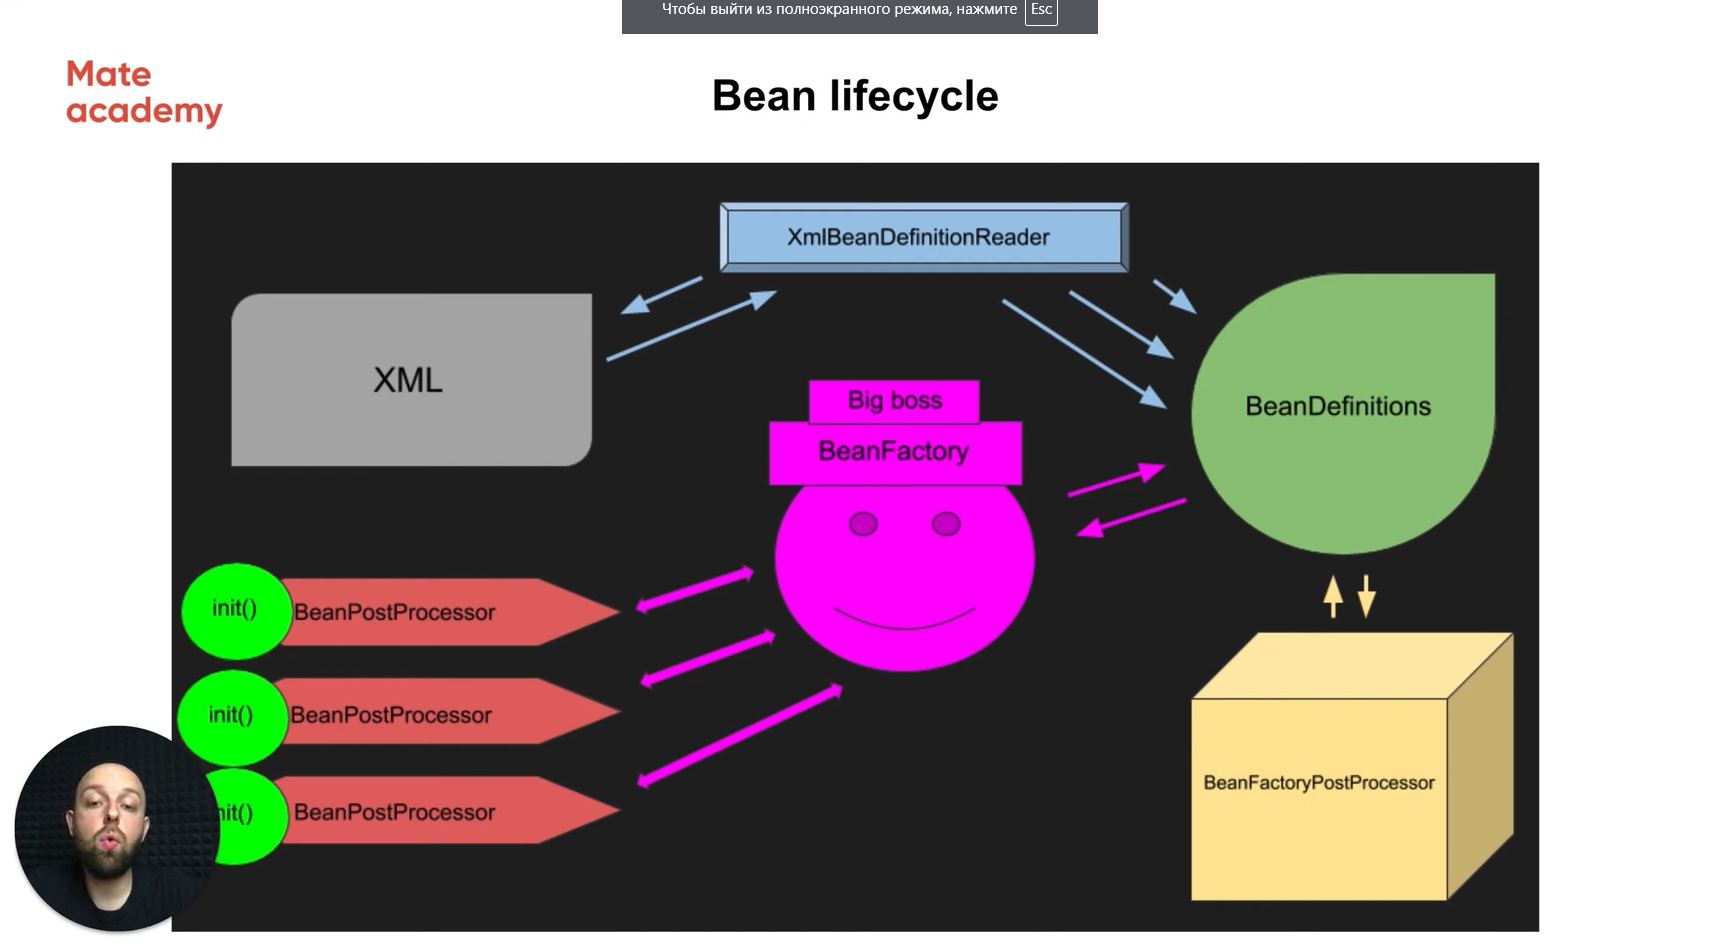 Чтобы выйти из полноэкранного режима, нажмите Esc
Mate
academy
Bean lifecycle
XmlBeanDefinitionReader
XML
Big boss
BeanFactory
BeanDefinitions
init() BeanPostProcessor
init() BeanPostProcessor
nit() BeanPostProcessor
BeanFactoryPostProcessor